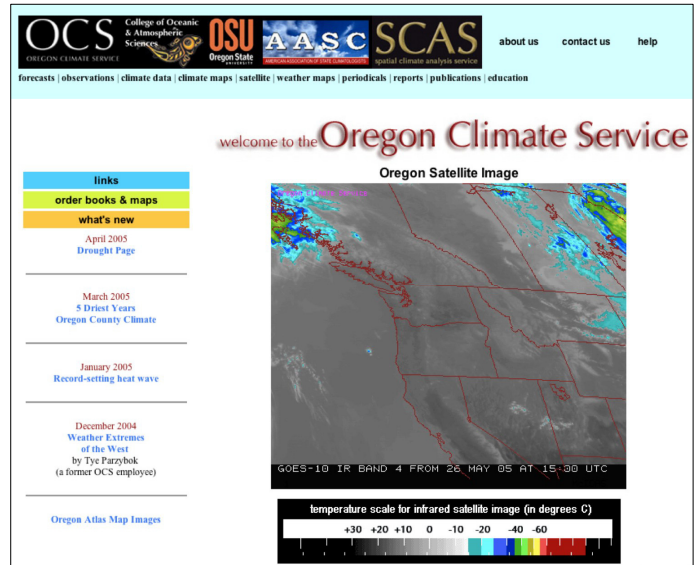 OCS
OREGON CLIMATE SERVICE
College of Oceanic
& Atmospheric
Sciences
OSU
Oregon State
UNIVERSITY
AASC
AMERICAN ASSOCIATION OF STATE CLIMATOLOGISTS
SCAS
spatial climate analysis service
about us
contact us
help
forecasts | observations | climate data | climate maps | satellite | weather maps | periodicals | reports | publications | education
welcome to the Oregon Climate Service
links
order books & maps
what's new
April 2005
Drought Page
March 2005
5 Driest Years
Oregon County Climate
January 2005
Record-setting heat wave
December 2004
Weather Extremes
of the West
by Tye Parzybok
(a former OCS employee)
Oregon Atlas Map Images
Oregon Satellite Image
Oregon Climate Service
GOES-10 IR BAND 4 FROM 26 MAY 05 AT 15:00 UTC
temperature scale for infrared satellite image (in degrees C)
+30 +20 +10 0 -10 -20 -40 -60